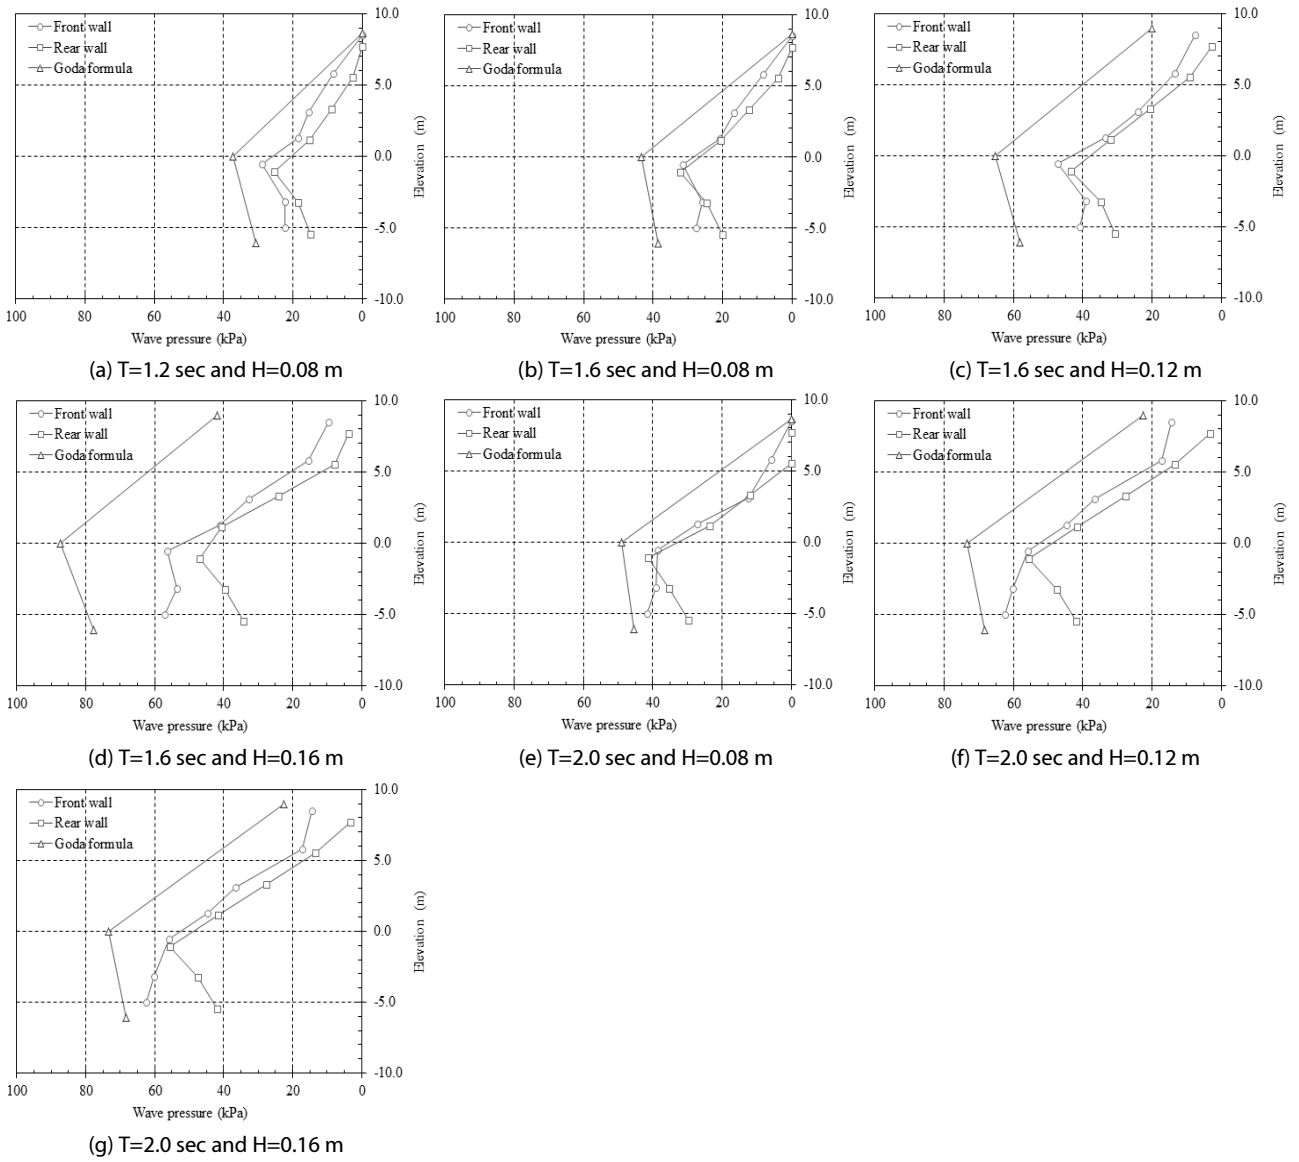 Front wall
Rear wall
Goda formula
10.0
5.0
0.0
-5.0
-10.0
Elevation (m)
100 80 60 40 20 0
Wave pressure (kPa)
(a) T=1.2 sec and H=0.08 m
Front wall
Rear wall
Goda formula
10.0
5.0
0.0
-5.0
-10.0
Elevation (m)
100 80 60 40 20 0
Wave pressure (kPa)
(b) T=1.6 sec and H=0.08 m
Front wall
Rear wall
Goda formula
10.0
5.0
0.0
-5.0
-10.0
Elevation (m)
100 80 60 40 20 0
Wave pressure (kPa)
(c) T=1.6 sec and H=0.12 m
Front wall
Rear wall
Goda formula
10.0
5.0
0.0
-5.0
-10.0
Elevation (m)
100 80 60 40 20 0
Wave pressure (kPa)
(d) T=1.6 sec and H=0.16 m
Front wall
Rear wall
Goda formula
10.0
5.0
0.0
-5.0
-10.0
Elevation (m)
100 80 60 40 20 0
Wave pressure (kPa)
(e) T=2.0 sec and H=0.08 m
Front wall
Rear wall
Goda formula
10.0
5.0
0.0
-5.0
-10.0
Elevation (m)
100 80 60 40 20 0
Wave pressure (kPa)
(f) T=2.0 sec and H=0.12 m
Front wall
Rear wall
Goda formula
10.0
5.0
0.0
-5.0
-10.0
Elevation (m)
100 80 60 40 20 0
Wave pressure (kPa)
(g) T=2.0 sec and H=0.16 m